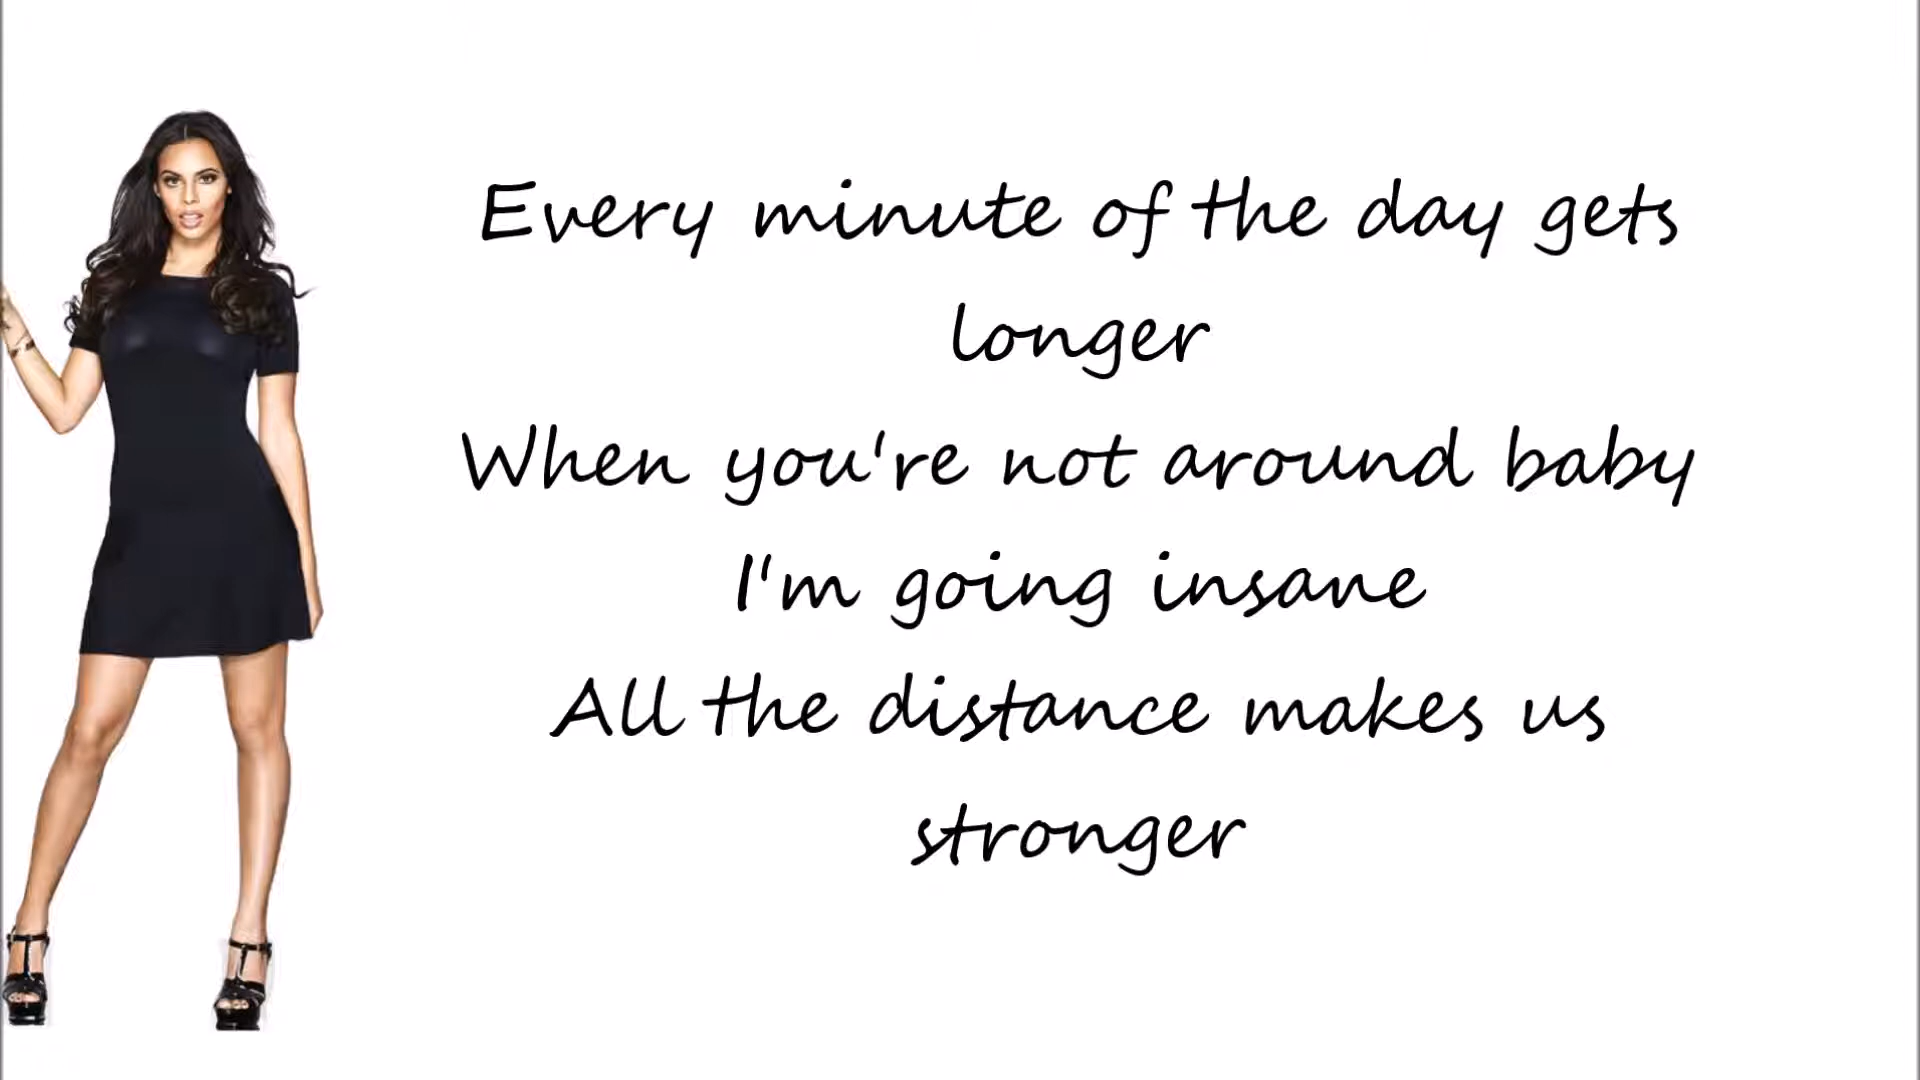 Every minute of the day gets
longer
When you're not around baby
I'm going insane
All the distance makes us
stronger